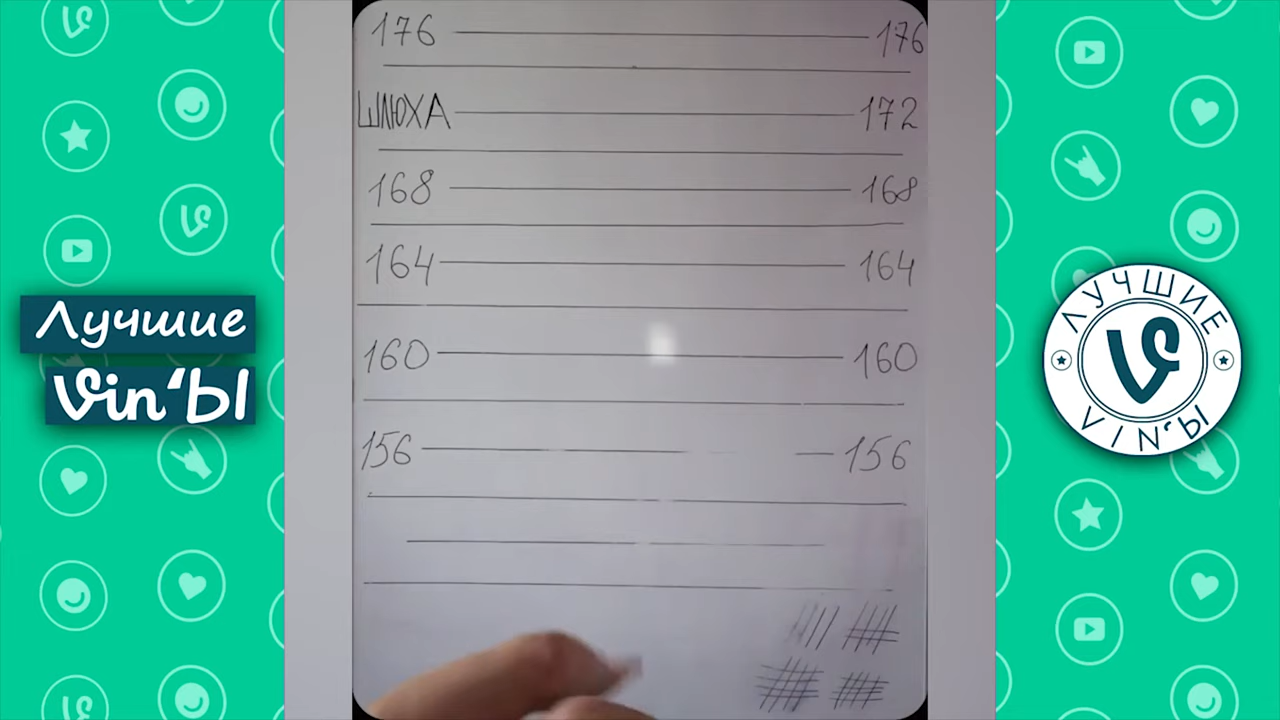 176 176
ШЛЮХА 172
168 168
164 164
160 160
156 156
Лучшие
Vin'Ы
ЛУЧШИЕ
VIN'Ы